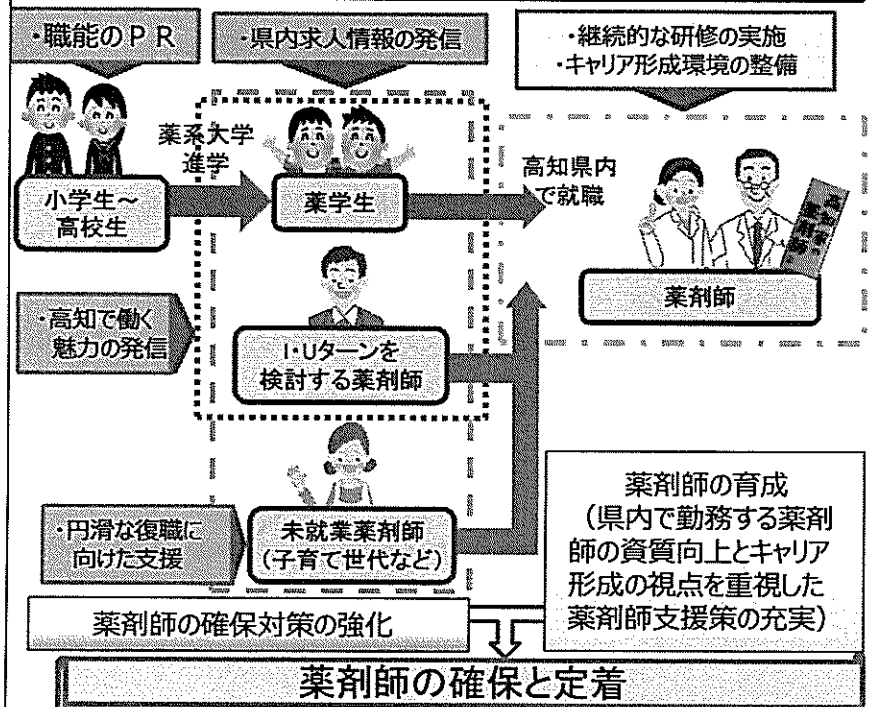 ・職能のＰＲ
・県内求人情報の発信
・継続的な研修の実施
・キャリア形成環境の整備
薬系大学
進学
小学生～
高校生
薬学生
高知県内
で就職
高知家の
薬剤師
薬剤師
・高知で働く
魅力の発信
I・Uターンを
検討する薬剤師
・円滑な復職に
向けた支援
未就業薬剤師
（子育て世代など）
薬剤師の育成
（県内で勤務する薬剤
師の資質向上とキャリア
形成の視点を重視した
薬剤師支援策の充実）
薬剤師の確保対策の強化
薬剤師の確保と定着